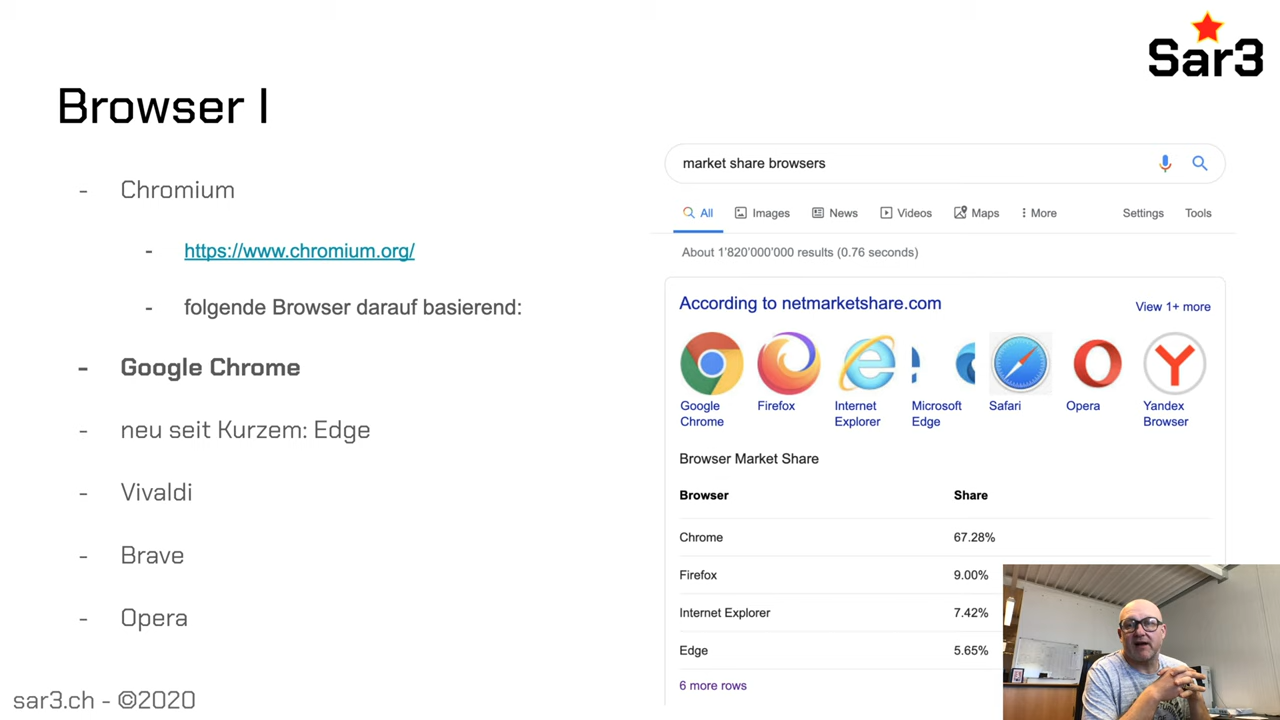 Sar3
Browser I
- Chromium
- https://www.chromium.org/
- folgende Browser darauf basierend:
- Google Chrome
- neu seit Kurzem: Edge
- Vivaldi
- Brave
- Opera
sar3.ch - ©2020
market share browsers
All Images News Videos Maps More Settings Tools
About 1'820'000'000 results (0.76 seconds)
According to netmarketshare.com View 1+ more
Google Chrome
Firefox
Internet Explorer
Microsoft Edge
Safari
Opera
Yandex Browser
Browser Market Share
Browser Share
Chrome 67.28%
Firefox 9.00%
Internet Explorer 7.42%
Edge 5.65%
6 more rows